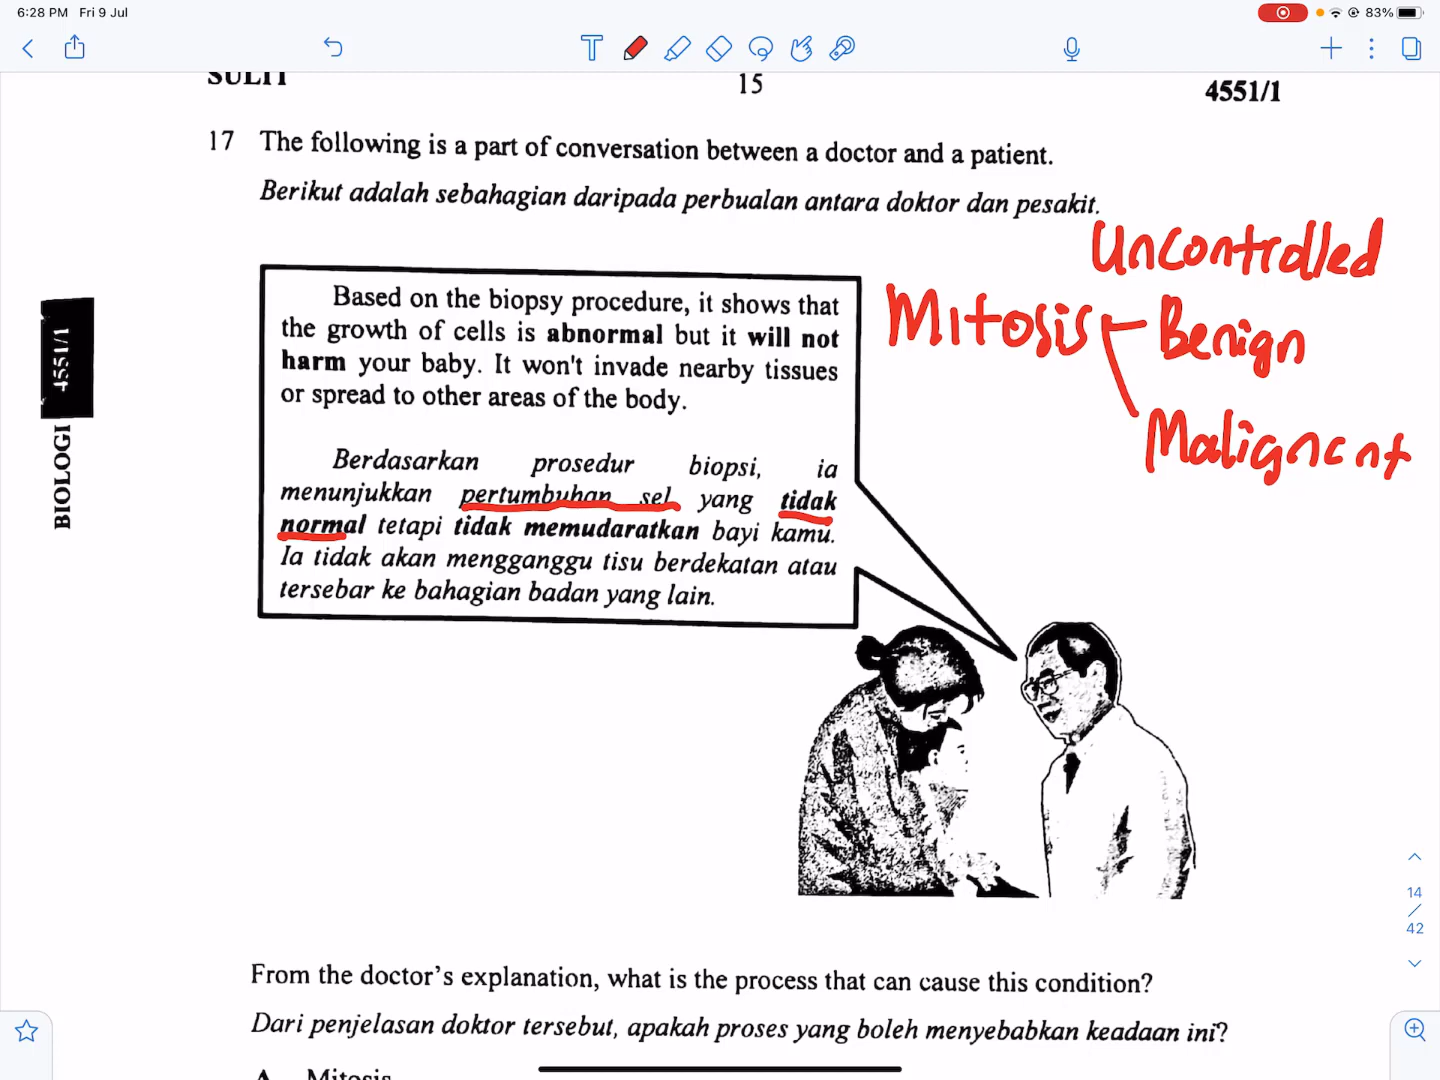 6:28 PM Fri 9 Jul
83%
SULIT
15
4551/1
17 The following is a part of conversation between a doctor and a patient.
Berikut adalah sebahagian daripada perbualan antara doktor dan pesakit.
Uncontrolled
Mitosis
Benign
Malignant
Based on the biopsy procedure, it shows that
the growth of cells is abnormal but it will not
harm your baby. It won't invade nearby tissues
or spread to other areas of the body.
Berdasarkan prosedur biopsi, ia
menunjukkan pertumbuhan sel yang tidak
normal tetapi tidak memudaratkan bayi kamu.
Ia tidak akan mengganggu tisu berdekatan atau
tersebar ke bahagian badan yang lain.
BIOLOGI 4551/1
14
/
42
From the doctor's explanation, what is the process that can cause this condition?
Dari penjelasan doktor tersebut, apakah proses yang boleh menyebabkan keadaan ini?
A Mitosis